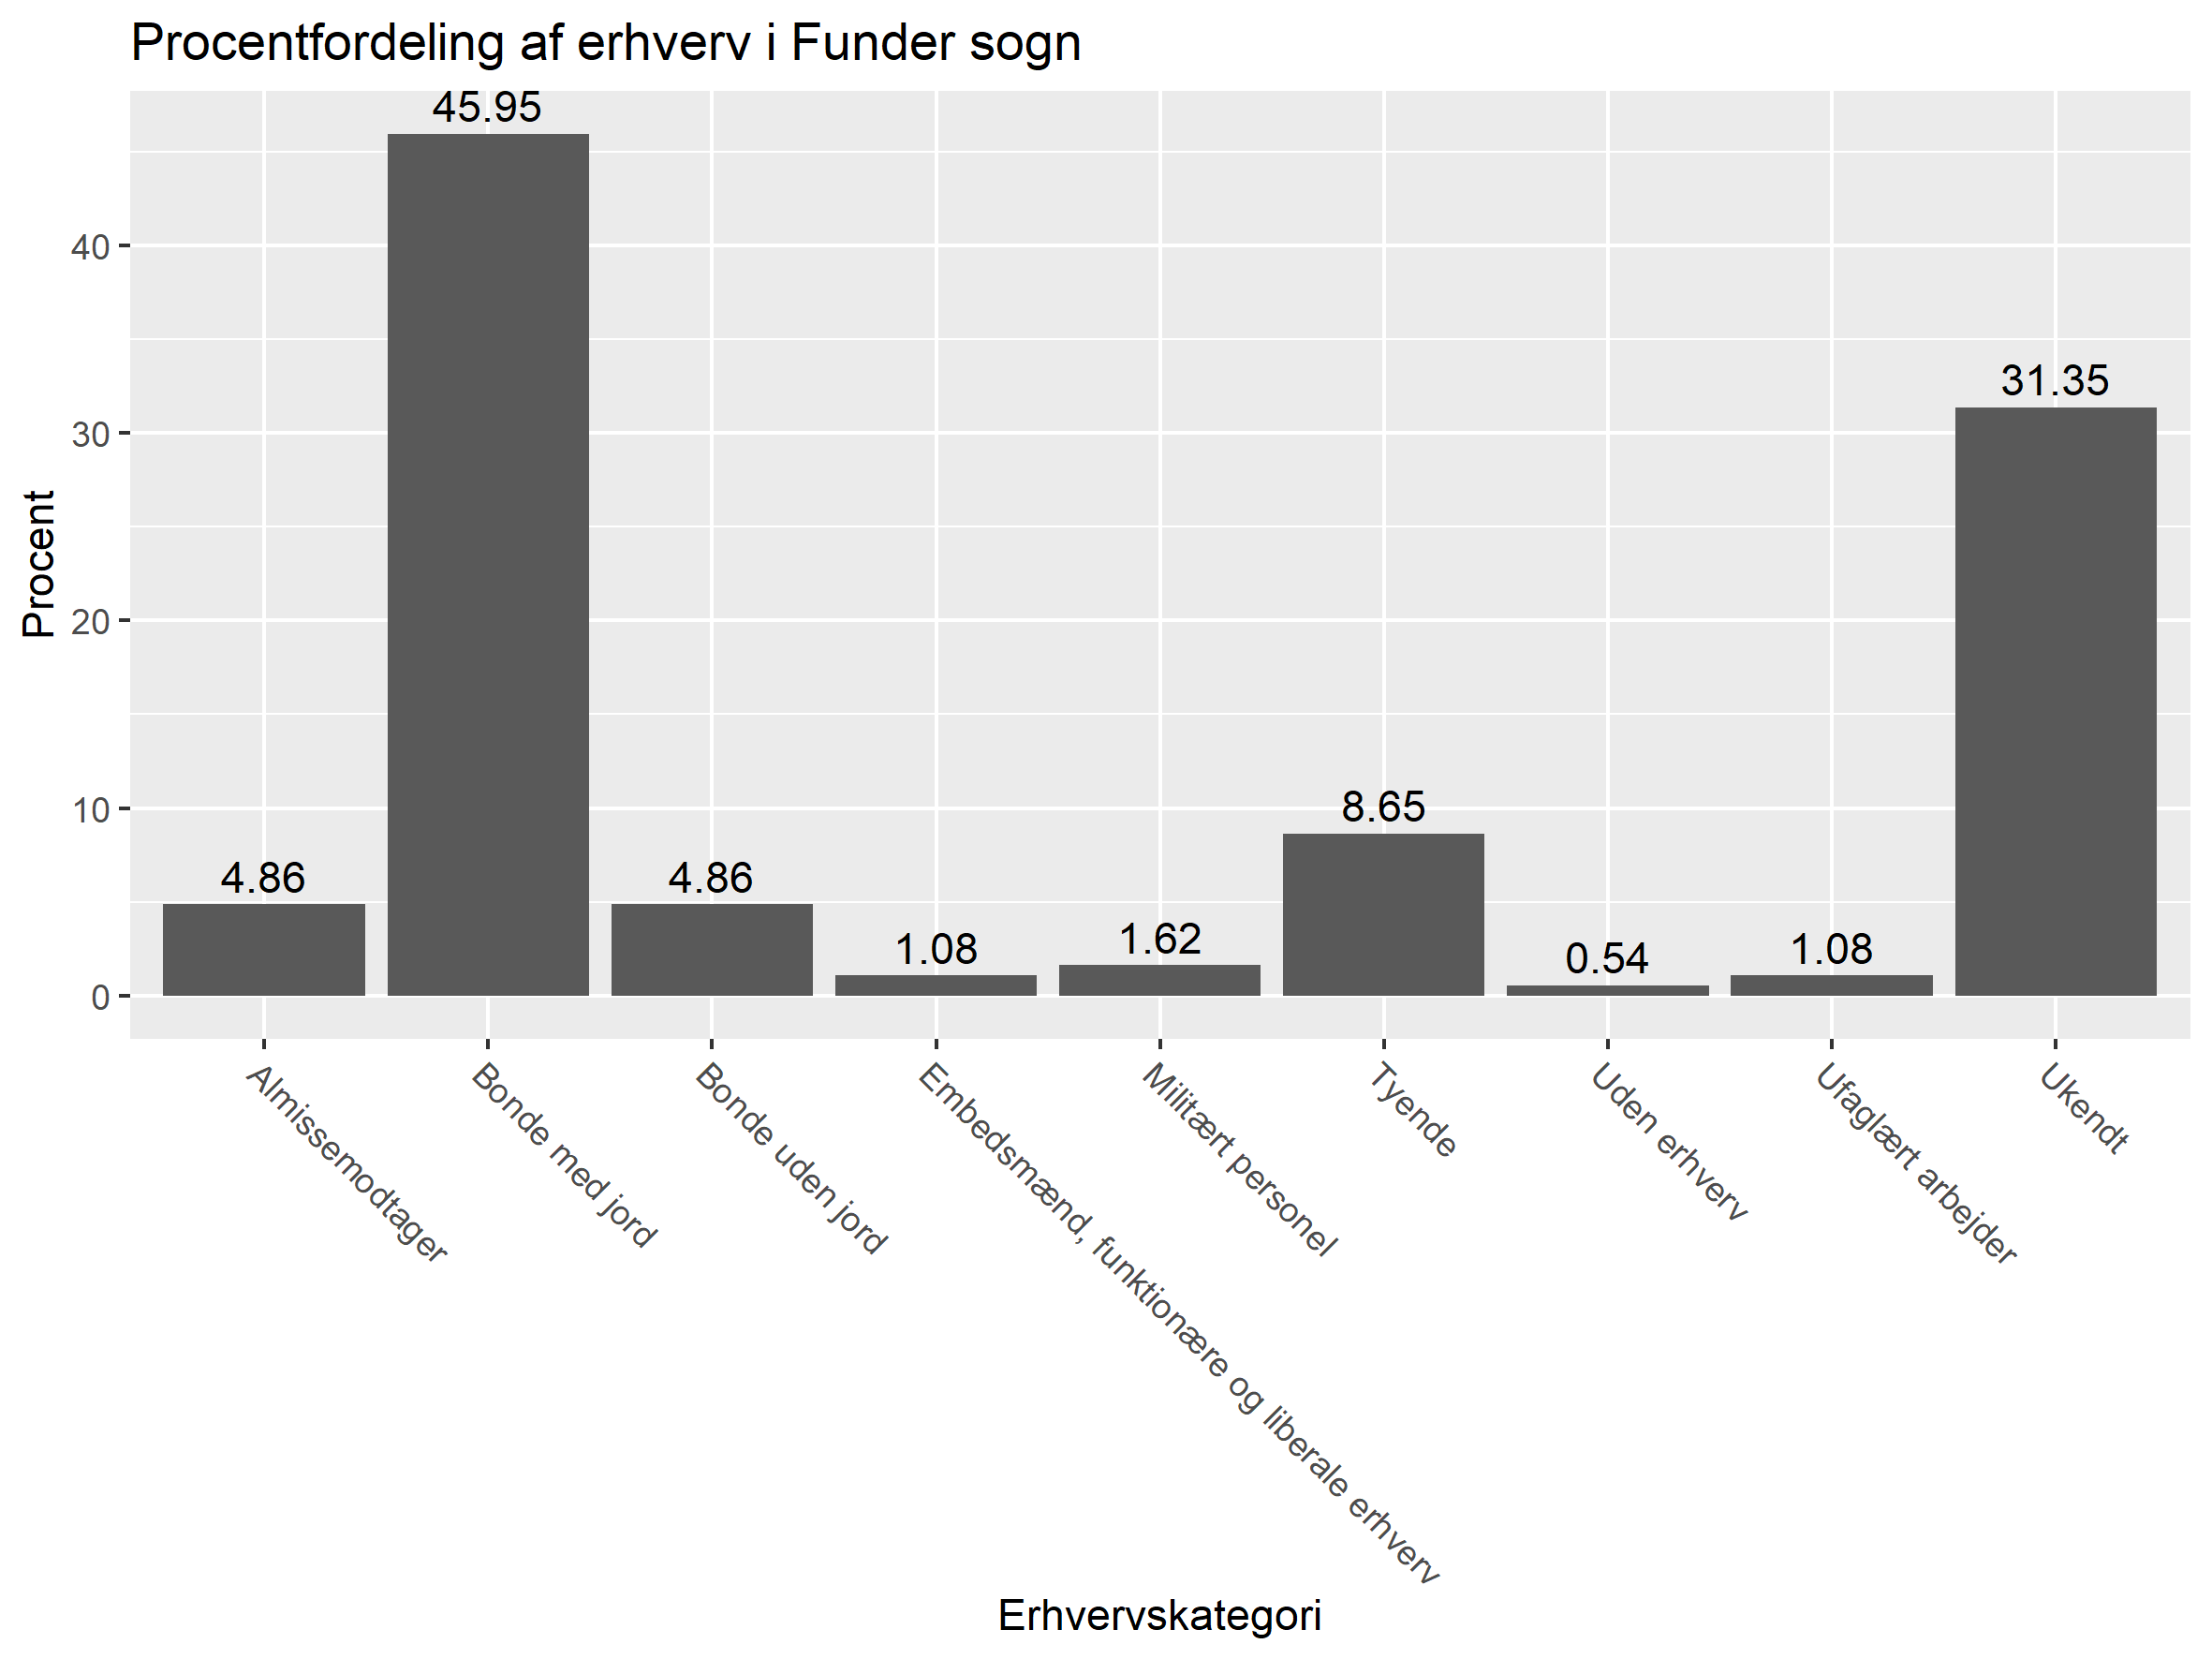 Procentfordeling af erhverv i Funder sogn
45.95
40
31.35
30
Procent
20
10
8.65
4.86
4.86
1.08
1.62
0.54
1.08
0
Almissemodtager
Bonde med jord
Bonde uden jord
Embedsmænd, funktionære og liberale erhverv
Militært personel
Tyende
Uden erhverv
Ufaglært arbejder
Ukendt
Erhvervskategori